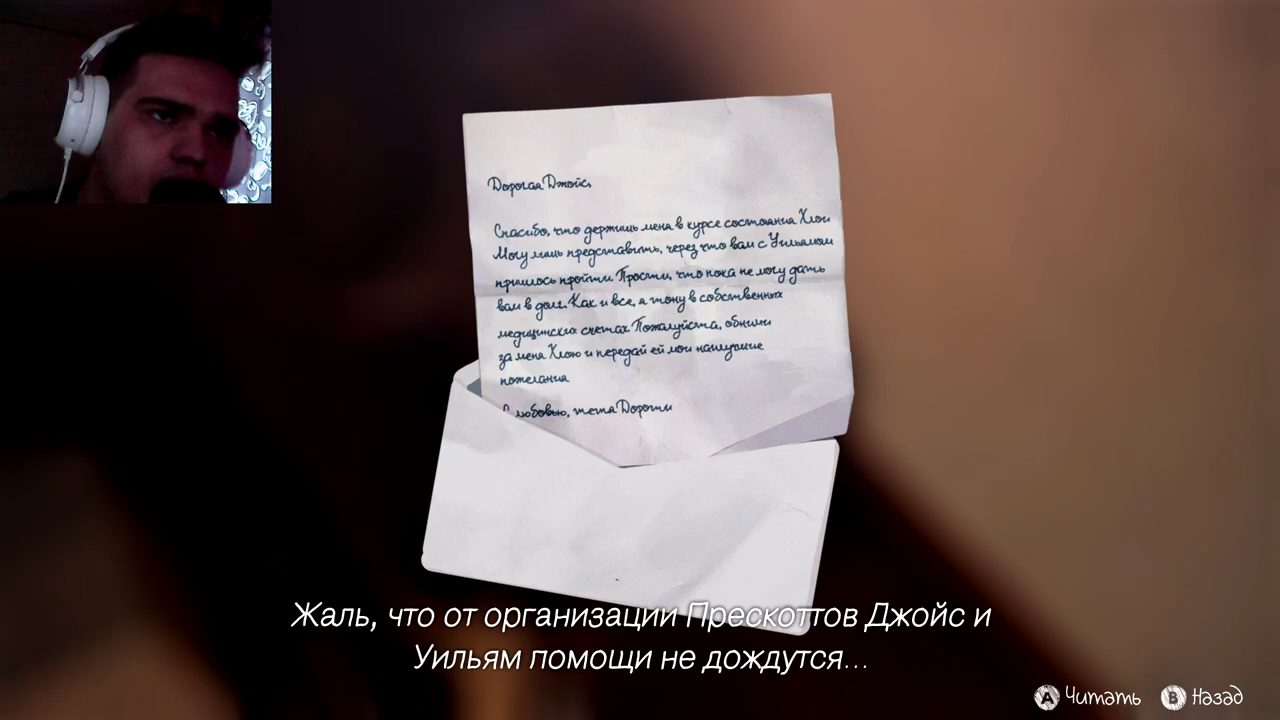 Дорогая Джойс,
Спасибо, что держишь меня в курсе состояния Хлои
Могу лишь представить, через что вам с Уильямом
пришлось пройти. Прости, что пока не могу дать
вам в долг. Как и все, я тону в собственных
медицинских счетах. Пожалуйста, обними
за меня Хлою и передай ей мои наилучшие
пожелания
С любовью, тётя Дороти
Жаль, что от организации Прескоттов Джойс и
Уильям помощи не дождутся...
A Читать B Назад